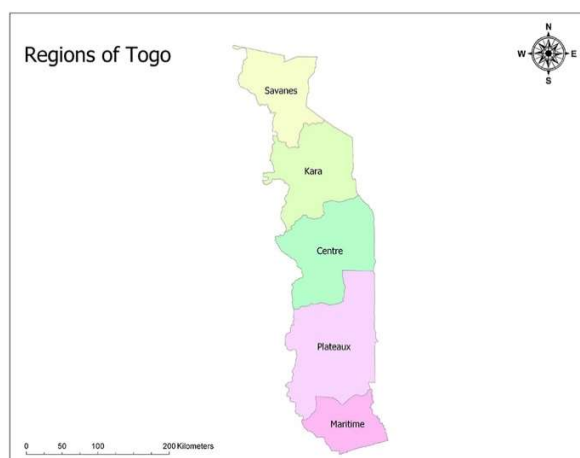 Regions of Togo
N
W
E
S
Savanes
Kara
Centre
Plateaux
Maritime
0 50 100 200 Kilometers